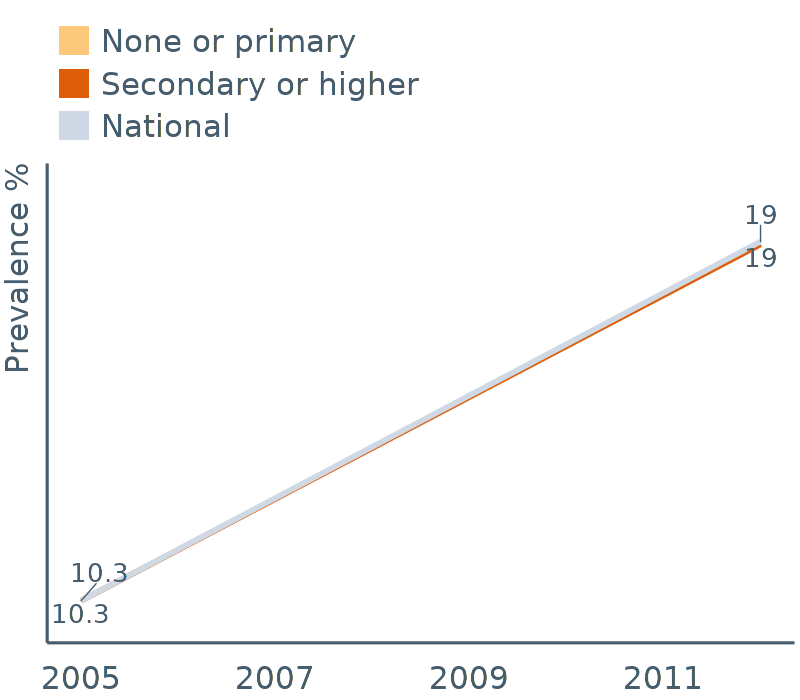 None or primary
Secondary or higher
National
Prevalence %
19
19
10.3
10.3
2005 2007 2009 2011